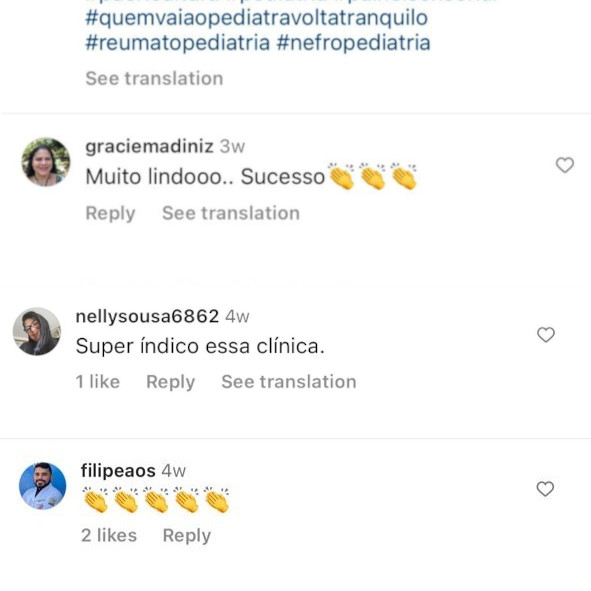 #quemvaiaopediatravoltatranquilo
#reumatopediatria #nefropediatria
See translation
graciemadiniz 3w
Muito lindooo.. Sucesso👏👏👏
Reply See translation
nellysousa6862 4w
Super índico essa clínica.
1 like Reply See translation
filipeaos 4w
👏👏👏👏👏
2 likes Reply